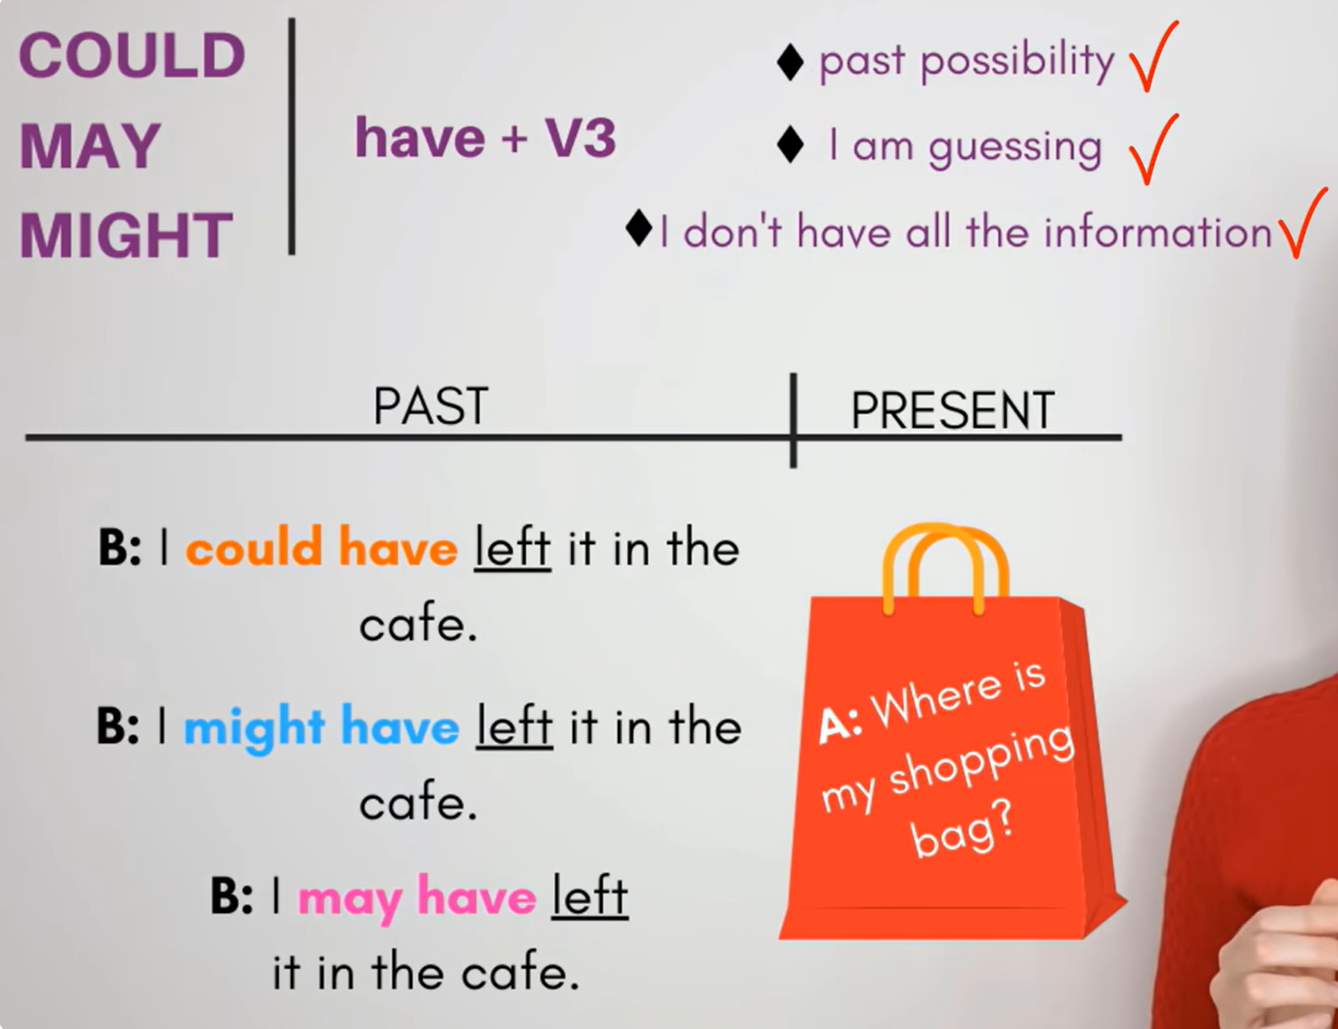 COULD
MAY
MIGHT
have + V3
past possibility
I am guessing
I don't have all the information
PAST
PRESENT
B: I could have left it in the
cafe.
B: I might have left it in the
cafe.
B: I may have left
it in the cafe.
A: Where is
my shopping
bag?